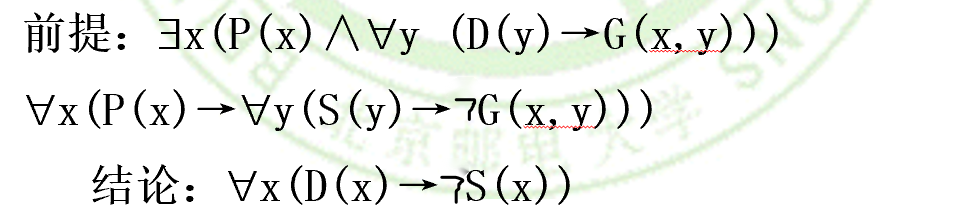 前提：∃x(P(x)∧∀y (D(y)→G(x,y)))
∀x(P(x)→∀y(S(y)→¬G(x,y)))
结论：∀x(D(x)→¬S(x))